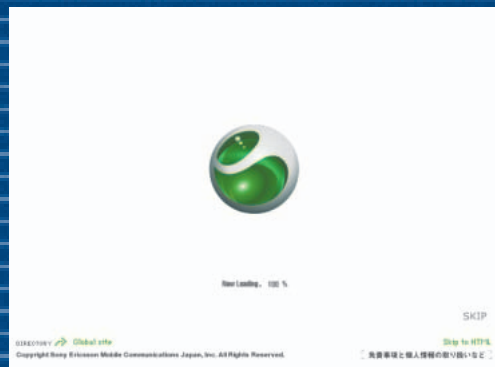 Now Loading. 100 %
SKIP
DIRECTORY Global site
Skip to HTML
Copyright Sony Ericsson Mobile Communications Japan, Inc. All Rights Reserved.
[ 免責事項と個人情報の取り扱いなど ]